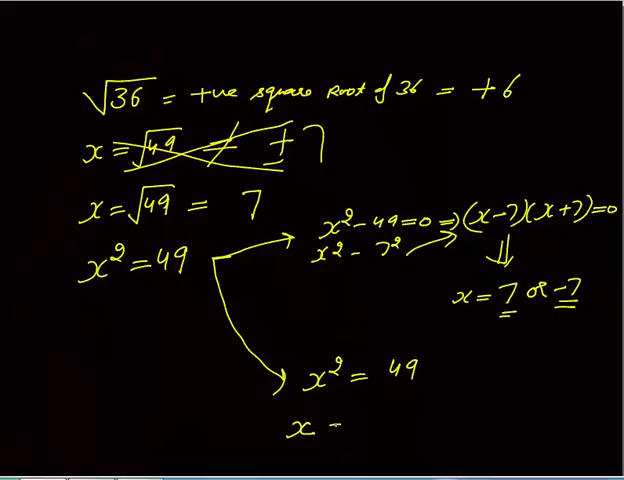 √36 = +ve square root of 36 = +6
x = √49 ≠ ±7
x = √49 = 7
x² = 49
x² - 49 = 0 ⇒ (x-7)(x+7) = 0
x² - 7²
x = 7 or -7
x² = 49
x -